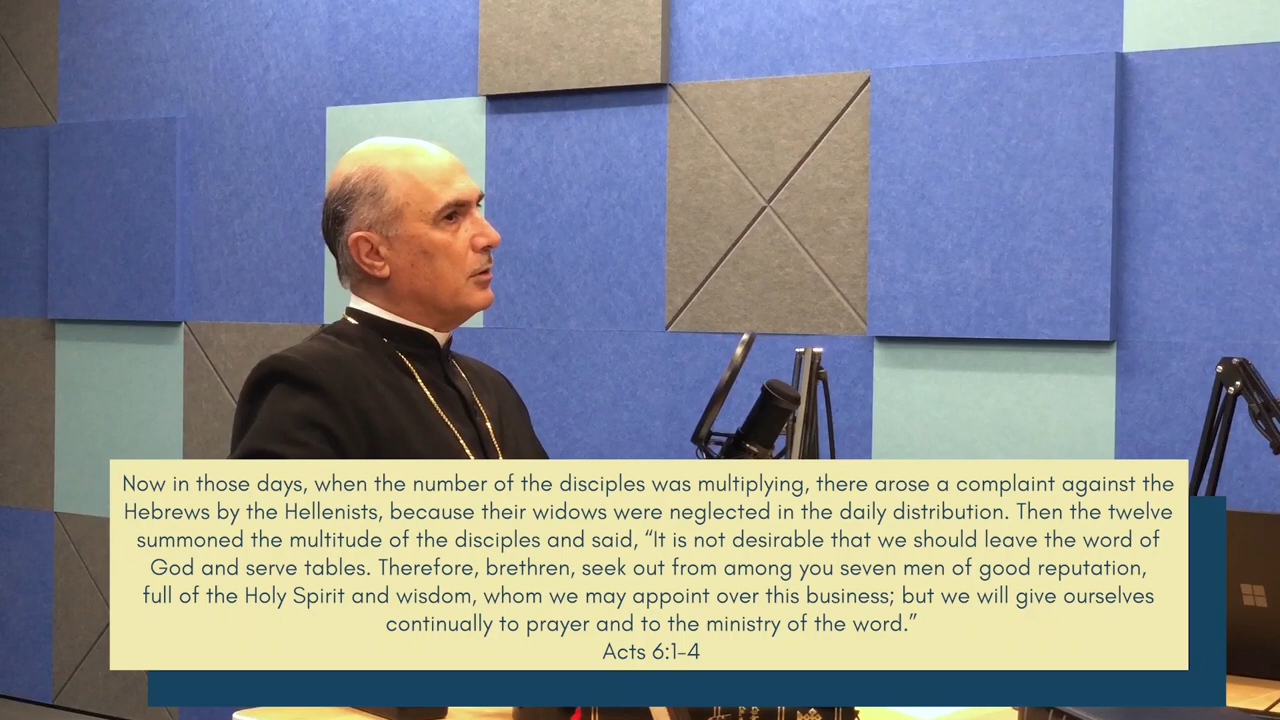 Now in those days, when the number of the disciples was multiplying, there arose a complaint against the
Hebrews by the Hellenists, because their widows were neglected in the daily distribution. Then the twelve
summoned the multitude of the disciples and said, “It is not desirable that we should leave the word of
God and serve tables. Therefore, brethren, seek out from among you seven men of good reputation,
full of the Holy Spirit and wisdom, whom we may appoint over this business; but we will give ourselves
continually to prayer and to the ministry of the word.”
Acts 6:1-4